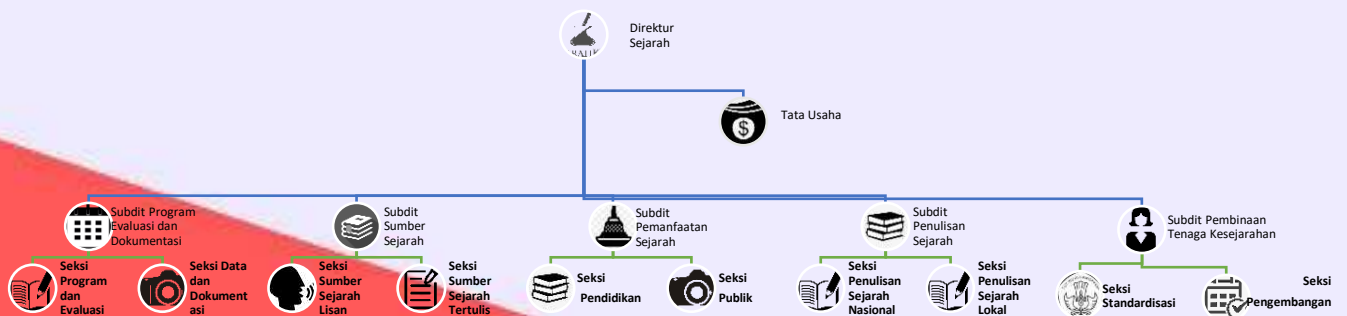 Direktur
Sejarah
Tata Usaha
Subdit Program
Evaluasi dan
Dokumentasi
Subdit
Sumber
Sejarah
Subdit
Pemanfaatan
Sejarah
Subdit
Penulisan
Sejarah
Subdit Pembinaan
Tenaga Kesejarahan
Seksi
Program
dan
Evaluasi
Seksi Data
dan
Dokument
asi
Seksi
Sumber
Sejarah
Lisan
Seksi
Sumber
Sejarah
Tertulis
Seksi
Pendidikan
Seksi
Publik
Seksi
Penulisan
Sejarah
Nasional
Seksi
Penulisan
Sejarah
Lokal
Seksi
Standardisasi
Seksi
Pengembangan